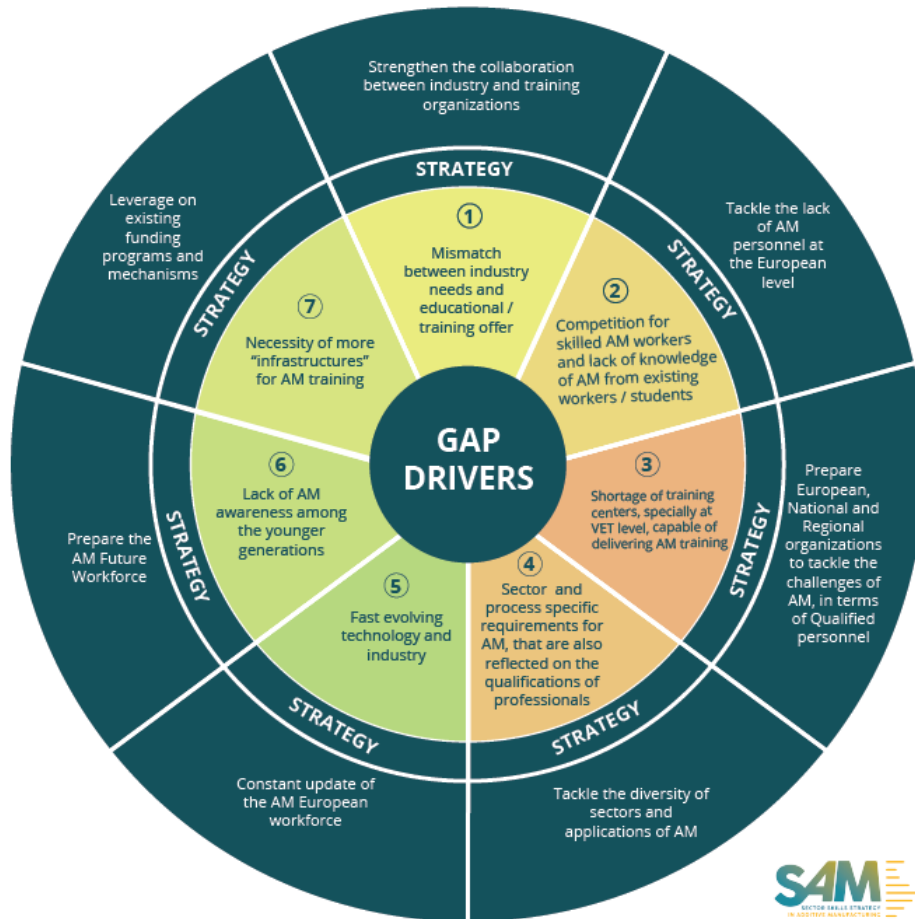 Strengthen the collaboration
between industry and training
organizations
STRATEGY
①
Mismatch
between industry
needs and
educational /
training offer
Tackle the lack
of AM
personnel at
the European
level
STRATEGY
②
Competition for
skilled AM workers
and lack of knowledge
of AM from existing
workers / students
Prepare
European,
National and
Regional
organizations
to tackle the
challenges of
AM, in terms
of Qualified
personnel
STRATEGY
③
Shortage of training
centers, specially at
VET level, capable of
delivering AM training
Tackle the diversity of
sectors and
applications of AM
STRATEGY
④
Sector and
process specific
requirements for
AM, that are also
reflected on the
qualifications of
professionals
Constant update of
the AM European
workforce
STRATEGY
⑤
Fast evolving
technology and
industry
Prepare the
AM Future
Workforce
STRATEGY
⑥
Lack of AM
awareness among
the younger
generations
Leverage on
existing
funding
programs and
mechanisms
STRATEGY
⑦
Necessity of more
“infrastructures”
for AM training
GAP
DRIVERS
SAM
SECTOR SKILLS STRATEGY
IN ADDITIVE MANUFACTURING